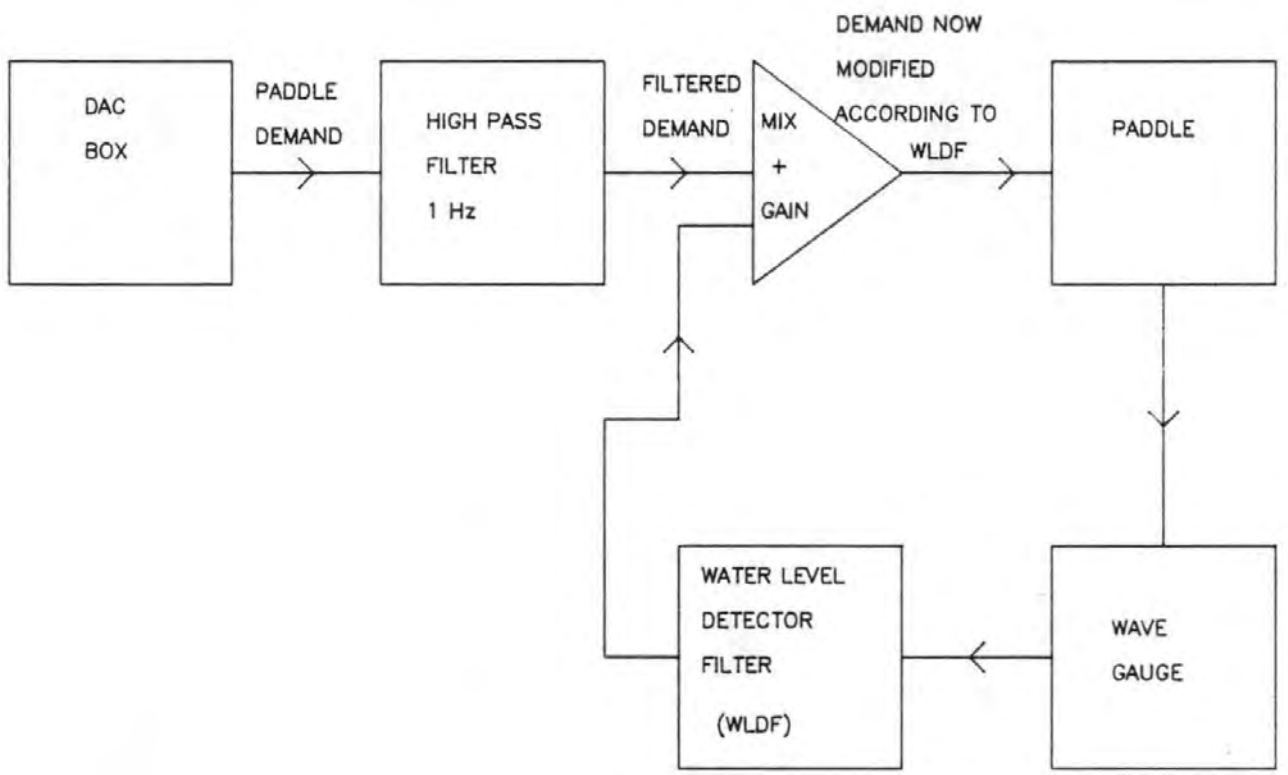 DAC
BOX
PADDLE
DEMAND
HIGH PASS
FILTER
1 Hz
FILTERED
DEMAND
MIX
+
GAIN
DEMAND NOW
MODIFIED
ACCORDING TO
WLDF
PADDLE
WATER LEVEL
DETECTOR
FILTER
(WLDF)
WAVE
GAUGE